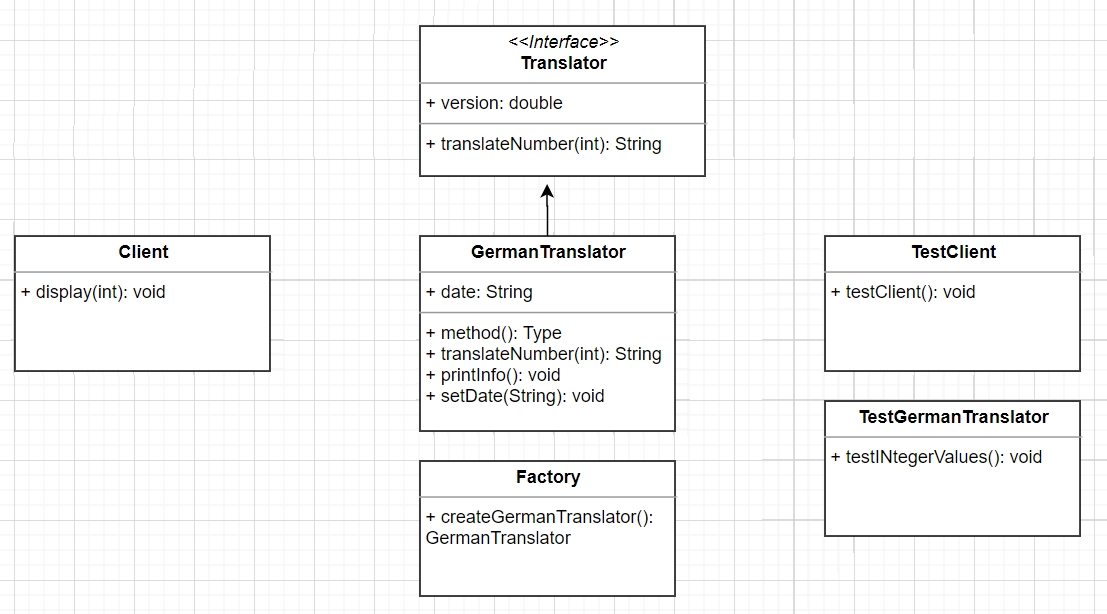 <<Interface>>
Translator
+ version: double
+ translateNumber(int): String
Client
+ display(int): void
GermanTranslator
+ date: String
+ method(): Type
+ translateNumber(int): String
+ printInfo(): void
+ setDate(String): void
Factory
+ createGermanTranslator():
GermanTranslator
TestClient
+ testClient(): void
TestGermanTranslator
+ testINtegerValues(): void